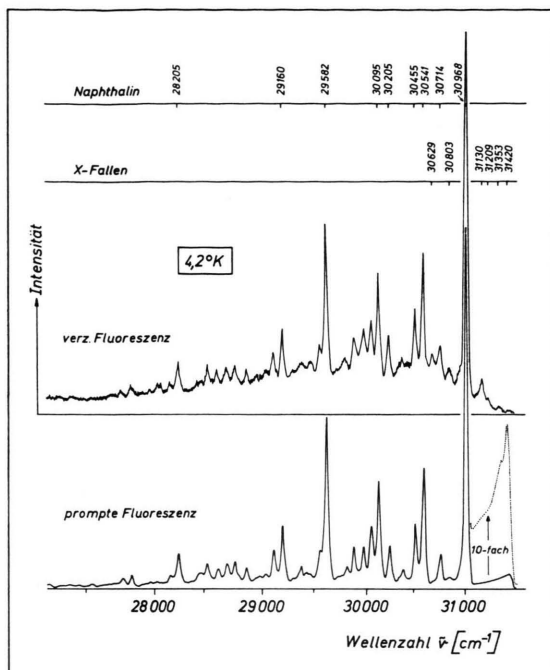 Naphthalin
28205
29160
29582
30095
30205
30455
30541
30714
30968
X-Fallen
30629
30803
31130
31209
31353
31420
Intensität
4,2°K
verz. Fluoreszenz
prompte Fluoreszenz
10-fach
28000 29000 30000 31000
Wellenzahl ṽ [cm⁻¹]